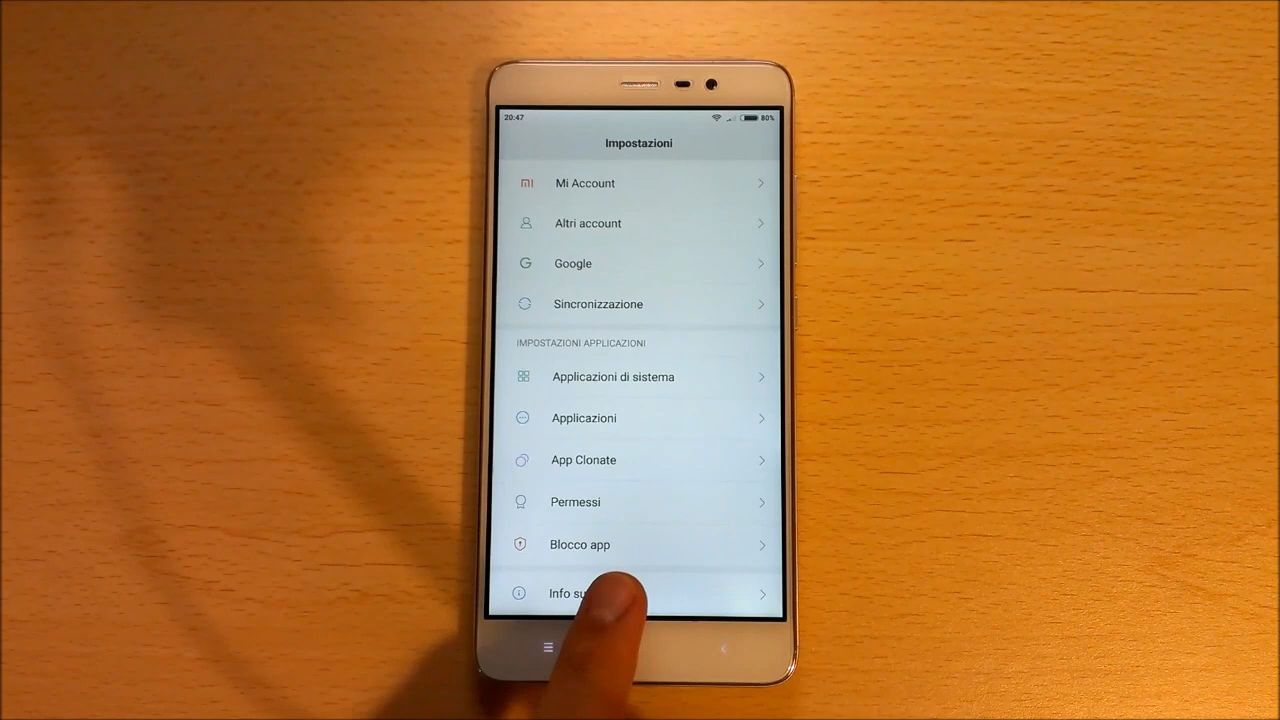 20:47
80%
Impostazioni
Mi Account
Altri account
Google
Sincronizzazione
IMPOSTAZIONI APPLICAZIONI
Applicazioni di sistema
Applicazioni
App Clonate
Permessi
Blocco app
Info